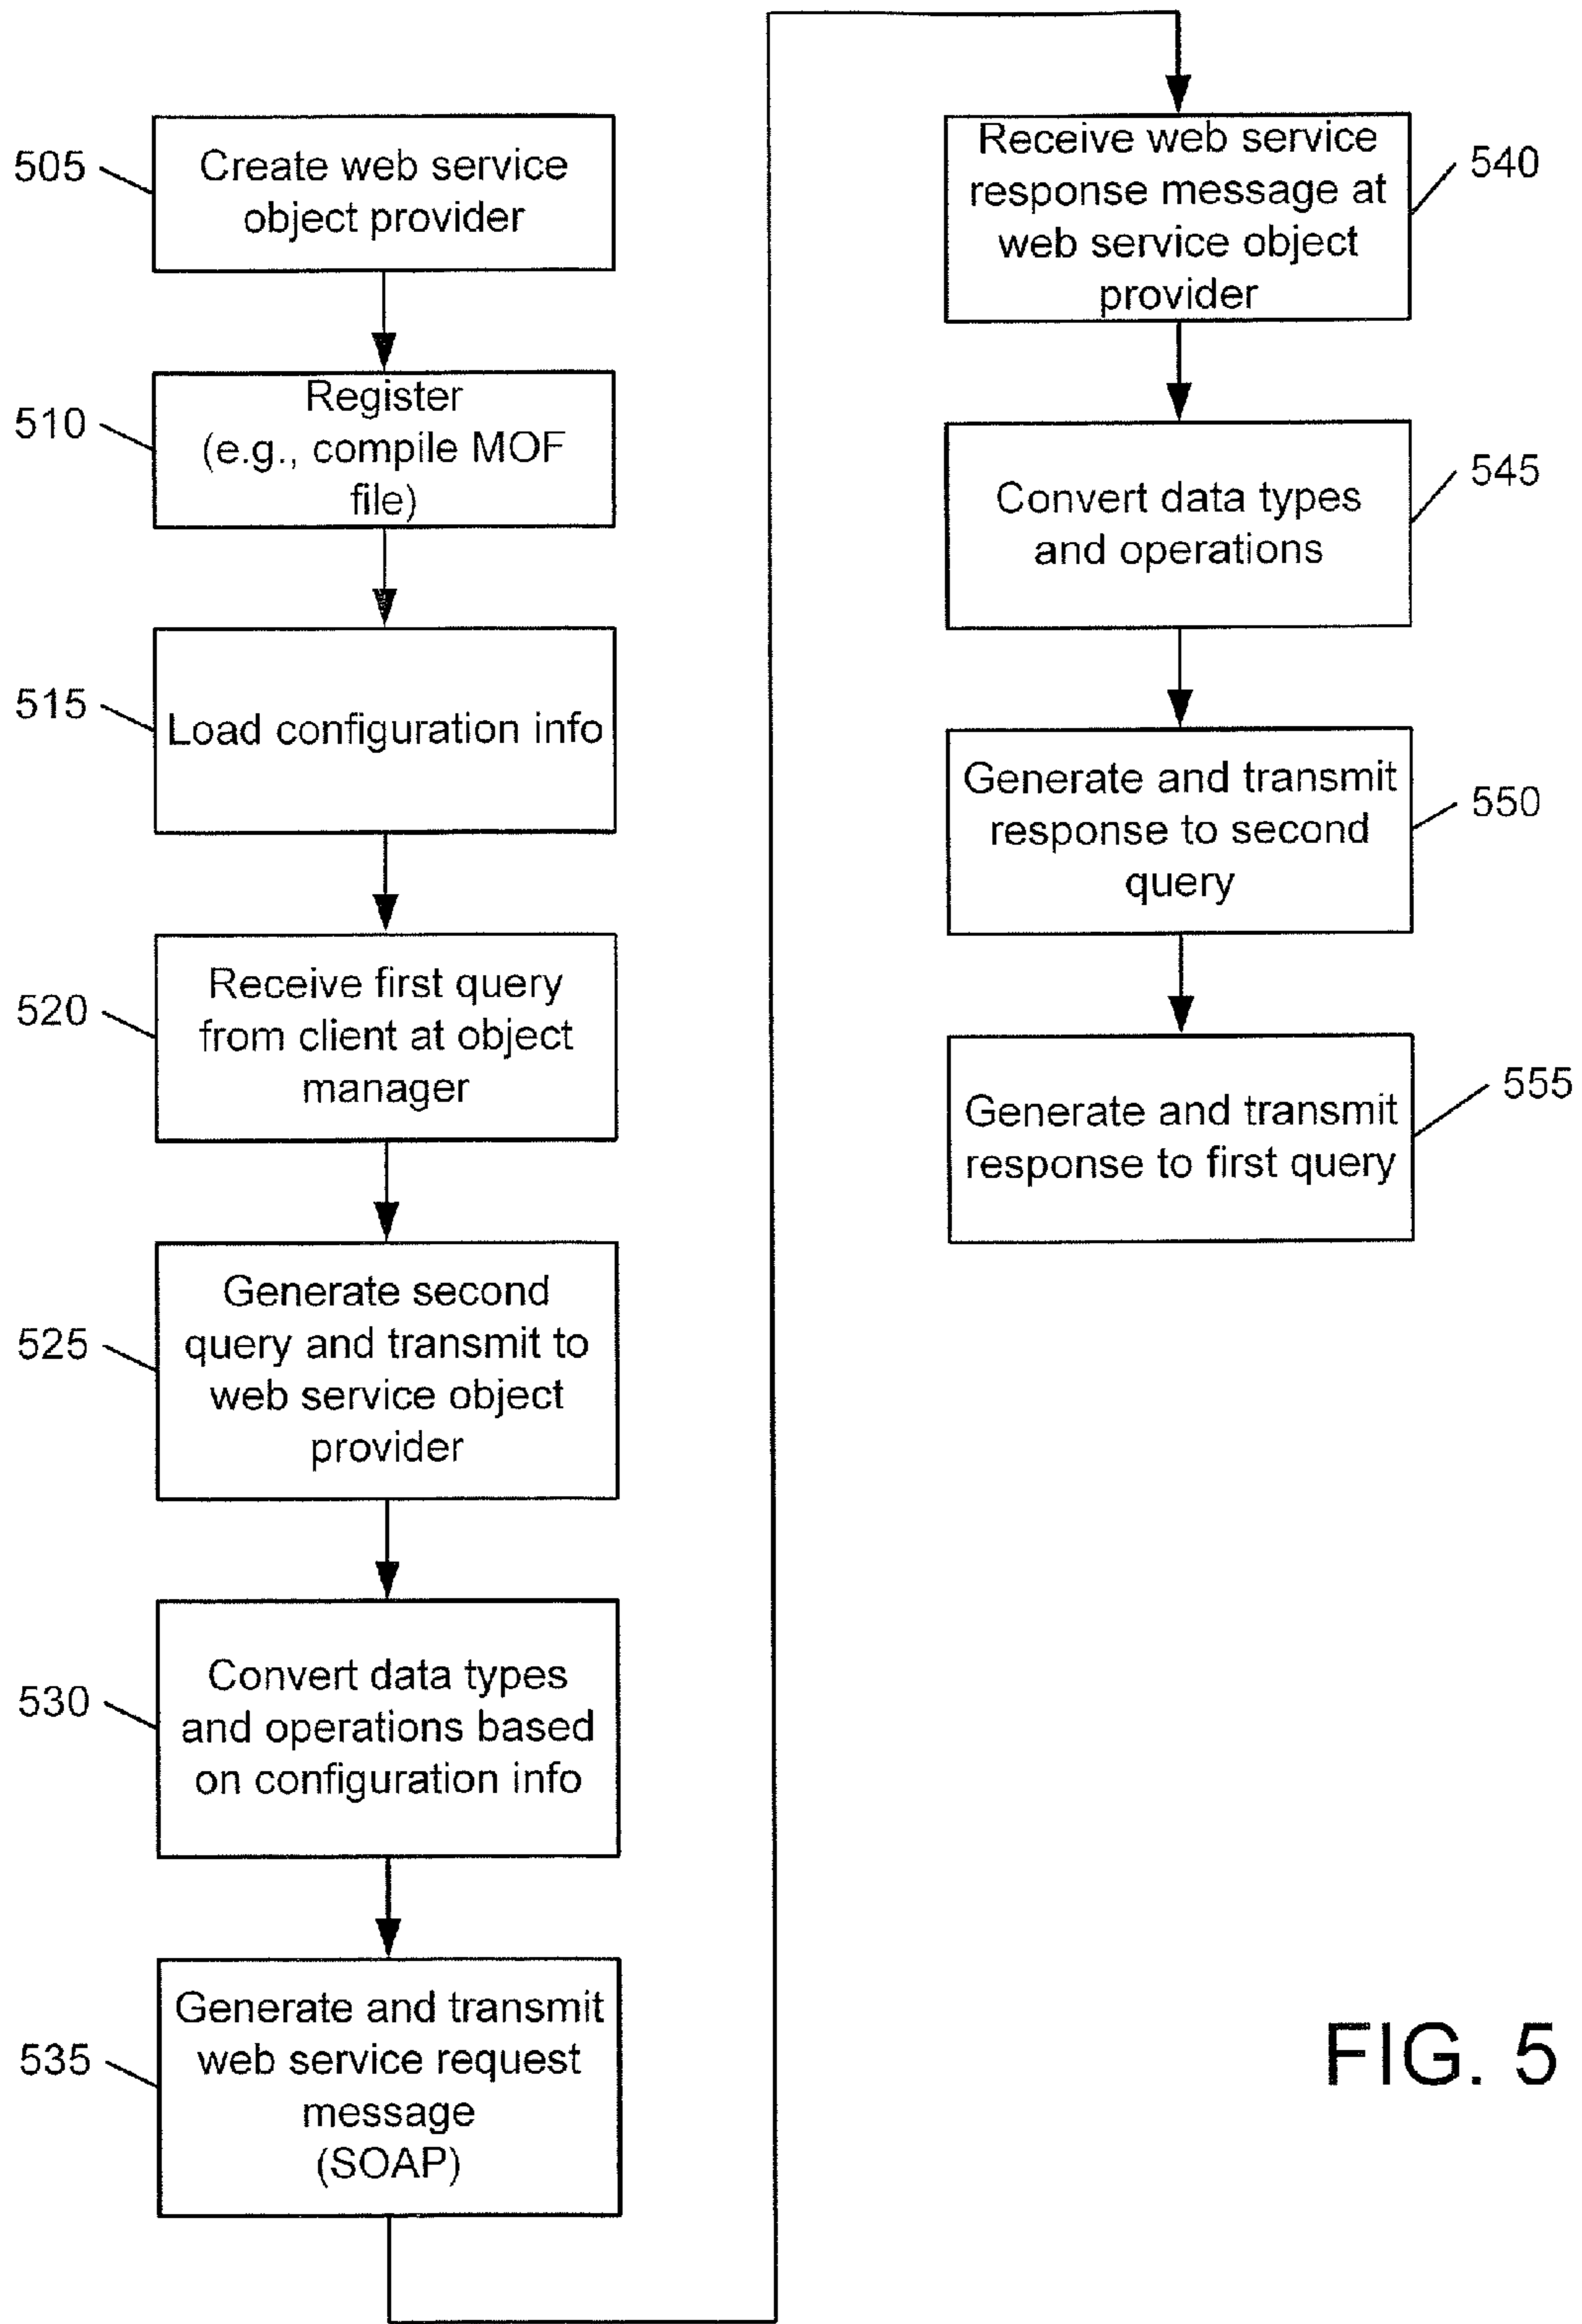 505
Create web service
object provider
510
Register
(e.g., compile MOF
file)
515
Load configuration info
520
Receive first query
from client at object
manager
525
Generate second
query and transmit to
web service object
provider
530
Convert data types
and operations based
on configuration info
535
Generate and transmit
web service request
message
(SOAP)
Receive web service
response message at
web service object
provider
540
Convert data types
and operations
545
Generate and transmit
response to second
query
550
Generate and transmit
response to first query
555
FIG. 5